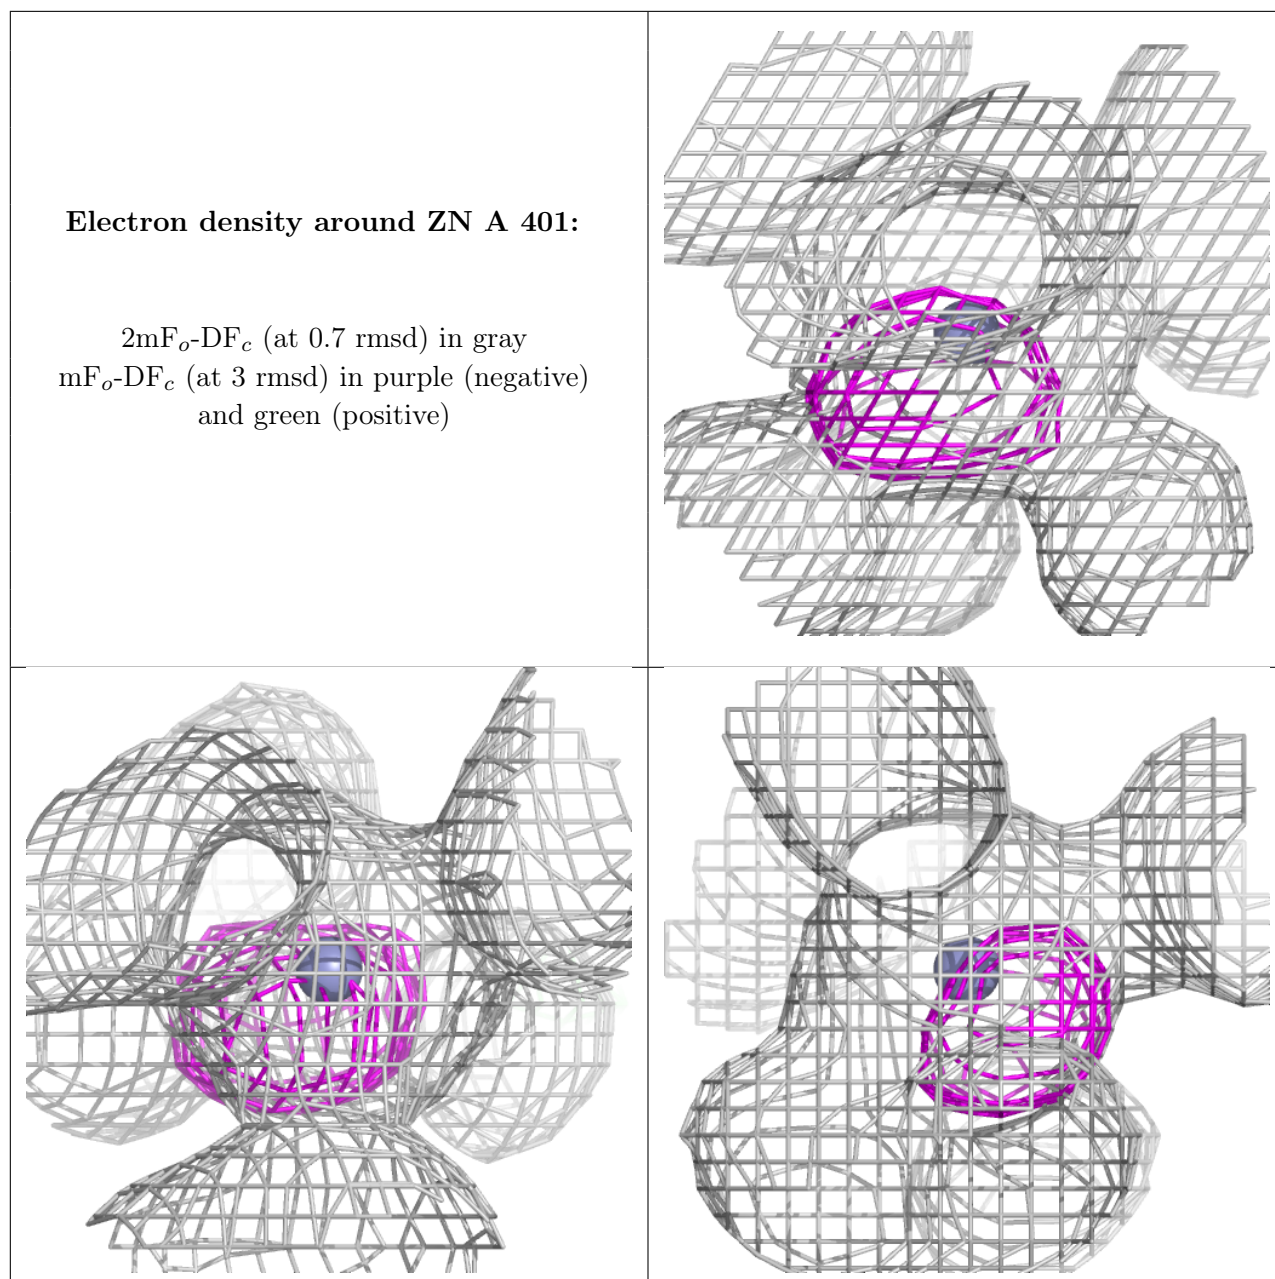 Electron density around ZN A 401:
2mFo-DFc (at 0.7 rmsd) in gray
mFo-DFc (at 3 rmsd) in purple (negative)
and green (positive)